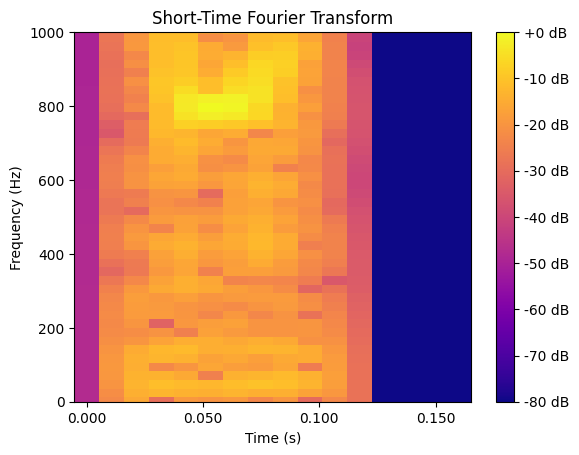 Short-Time Fourier Transform
1000
800
600
400
200
0
Frequency (Hz)
0.000
0.050
0.100
0.150
Time (s)
+0 dB
-10 dB
-20 dB
-30 dB
-40 dB
-50 dB
-60 dB
-70 dB
-80 dB